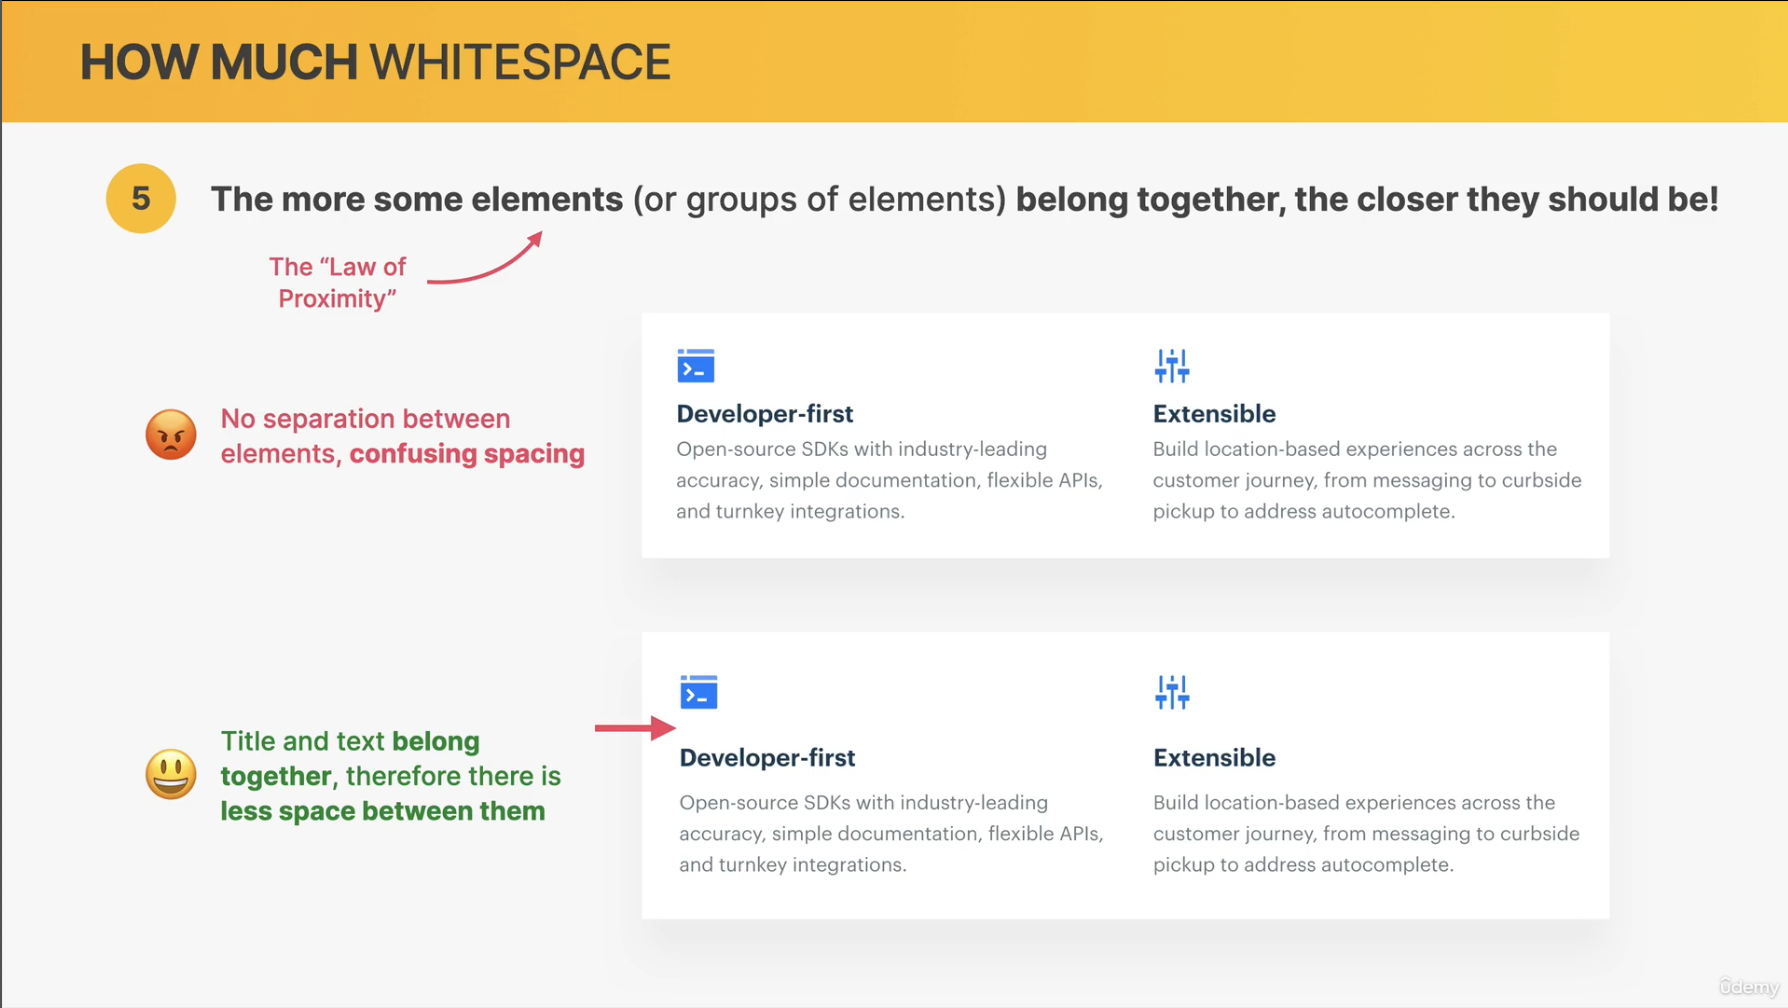 HOW MUCH WHITESPACE
5
The more some elements (or groups of elements) belong together, the closer they should be!
The “Law of
Proximity”
No separation between
elements, confusing spacing
Developer-first
Open-source SDKs with industry-leading
accuracy, simple documentation, flexible APIs,
and turnkey integrations.
Extensible
Build location-based experiences across the
customer journey, from messaging to curbside
pickup to address autocomplete.
Title and text belong
together, therefore there is
less space between them
Developer-first
Open-source SDKs with industry-leading
accuracy, simple documentation, flexible APIs,
and turnkey integrations.
Extensible
Build location-based experiences across the
customer journey, from messaging to curbside
pickup to address autocomplete.
ûdemy